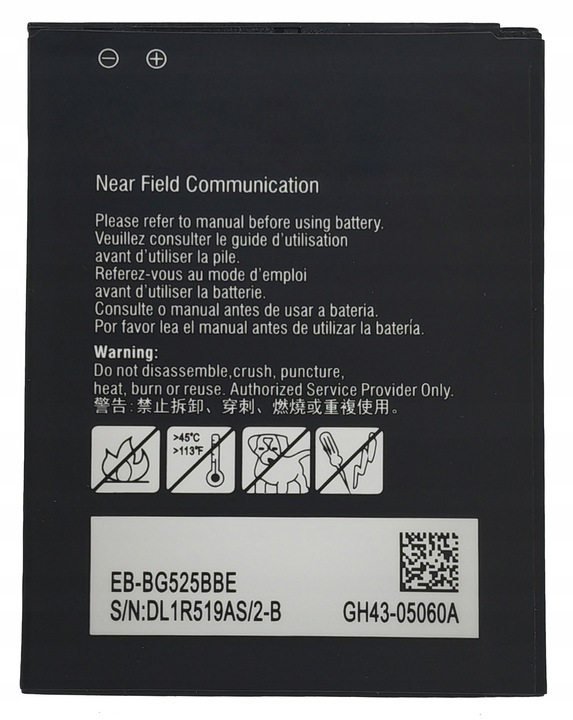 Near Field Communication
Please refer to manual before using battery.
Veuillez consulter le guide d'utilisation
avant d'utiliser la pile.
Referez-vous au mode d'emploi
avant d'utiliser la batterie.
Consulte o manual antes de usar a bateria.
Por favor lea el manual antes de utilizar la batería.
Warning:
Do not disassemble,crush, puncture,
heat, burn or reuse. Authorized Service Provider Only.
警告:禁止拆卸、穿刺、燃燒或重複使用。
>45°C
>113°F
EB-BG525BBE
S/N:DL1R519AS/2-B
GH43-05060A